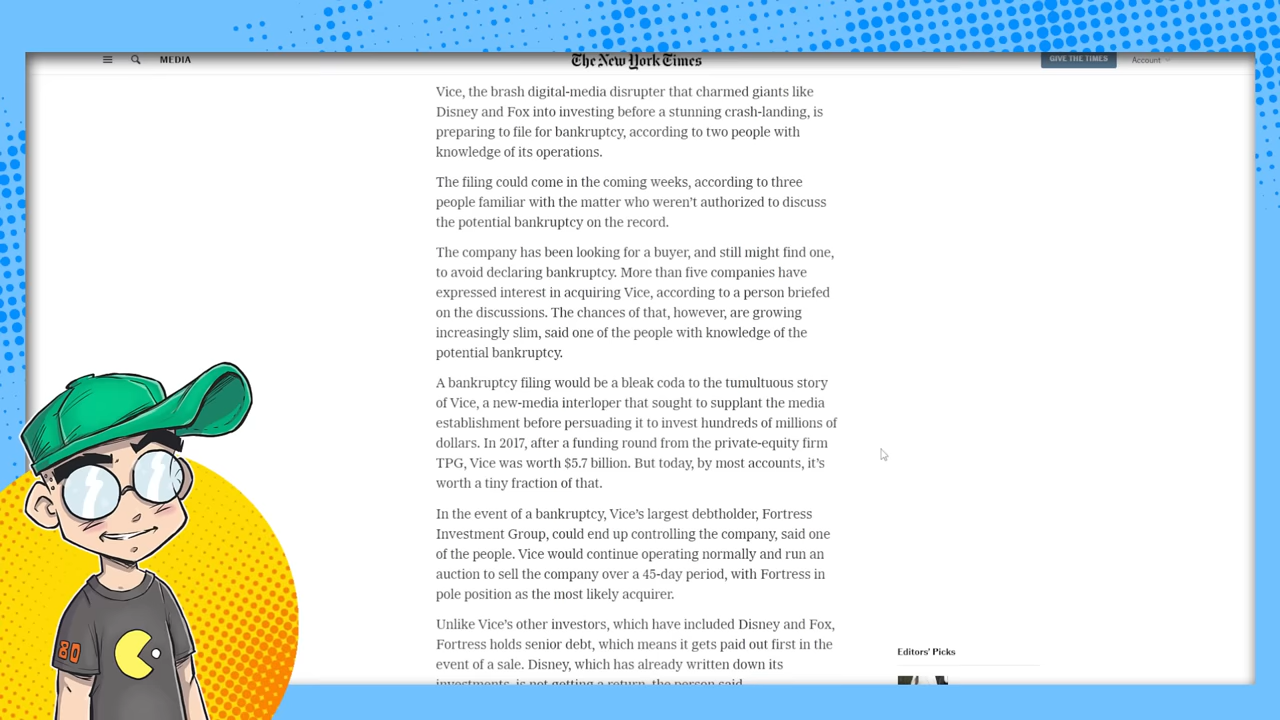 MEDIA
The New York Times
GIVE THE TIMES
Account
Vice, the brash digital-media disrupter that charmed giants like
Disney and Fox into investing before a stunning crash-landing, is
preparing to file for bankruptcy, according to two people with
knowledge of its operations.
The filing could come in the coming weeks, according to three
people familiar with the matter who weren’t authorized to discuss
the potential bankruptcy on the record.
The company has been looking for a buyer, and still might find one,
to avoid declaring bankruptcy. More than five companies have
expressed interest in acquiring Vice, according to a person briefed
on the discussions. The chances of that, however, are growing
increasingly slim, said one of the people with knowledge of the
potential bankruptcy.
A bankruptcy filing would be a bleak coda to the tumultuous story
of Vice, a new-media interloper that sought to supplant the media
establishment before persuading it to invest hundreds of millions of
dollars. In 2017, after a funding round from the private-equity firm
TPG, Vice was worth $5.7 billion. But today, by most accounts, it’s
worth a tiny fraction of that.
In the event of a bankruptcy, Vice’s largest debtholder, Fortress
Investment Group, could end up controlling the company, said one
of the people. Vice would continue operating normally and run an
auction to sell the company over a 45-day period, with Fortress in
pole position as the most likely acquirer.
Unlike Vice’s other investors, which have included Disney and Fox,
Fortress holds senior debt, which means it gets paid out first in the
event of a sale. Disney, which has already written down its
investments, is not getting a return, the person said.
Editors’ Picks
80